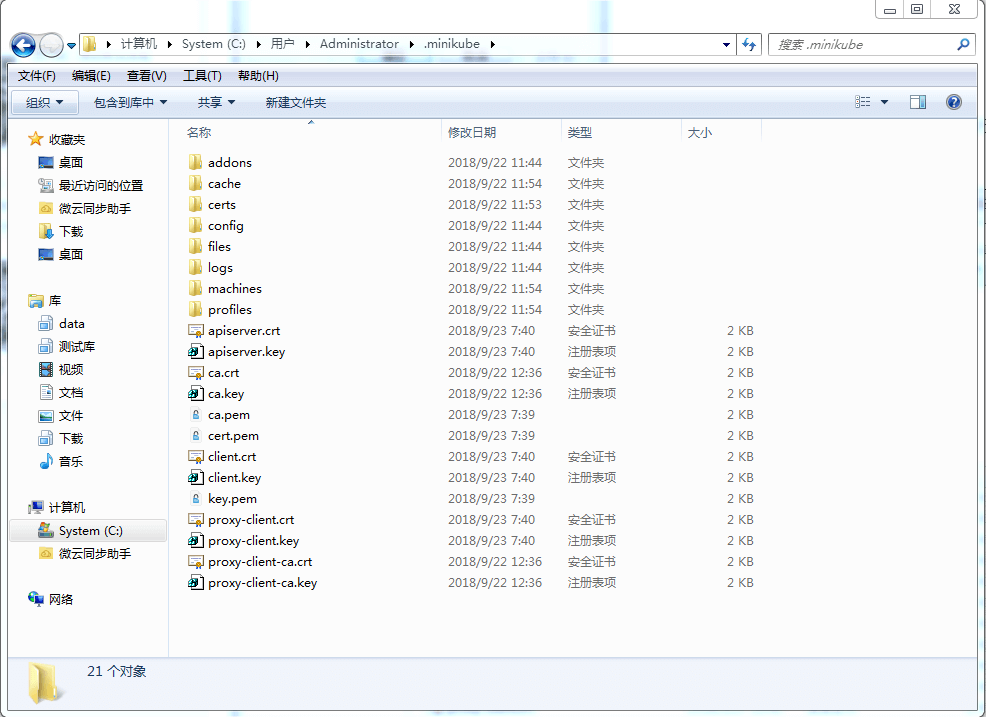 计算机 System (C:) 用户 Administrator .minikube
搜索 .minikube
文件(F) 编辑(E) 查看(V) 工具(T) 帮助(H)
组织 包含到库中 共享 新建文件夹
收藏夹
桌面
最近访问的位置
微云同步助手
下载
桌面
库
data
测试库
视频
文档
文件
下载
音乐
计算机
System (C:)
微云同步助手
网络
名称 修改日期 类型 大小
addons 2018/9/22 11:44 文件夹
cache 2018/9/22 11:54 文件夹
certs 2018/9/22 11:53 文件夹
config 2018/9/22 11:44 文件夹
files 2018/9/22 11:44 文件夹
logs 2018/9/22 11:44 文件夹
machines 2018/9/22 11:54 文件夹
profiles 2018/9/22 11:54 文件夹
apiserver.crt 2018/9/23 7:40 安全证书 2 KB
apiserver.key 2018/9/23 7:40 注册表项 2 KB
ca.crt 2018/9/22 12:36 安全证书 2 KB
ca.key 2018/9/22 12:36 注册表项 2 KB
ca.pem 2018/9/23 7:39 2 KB
cert.pem 2018/9/23 7:39 2 KB
client.crt 2018/9/23 7:40 安全证书 2 KB
client.key 2018/9/23 7:40 注册表项 2 KB
key.pem 2018/9/23 7:39 2 KB
proxy-client.crt 2018/9/23 7:40 安全证书 2 KB
proxy-client.key 2018/9/23 7:40 注册表项 2 KB
proxy-client-ca.crt 2018/9/22 12:36 安全证书 2 KB
proxy-client-ca.key 2018/9/22 12:36 注册表项 2 KB
21 个对象